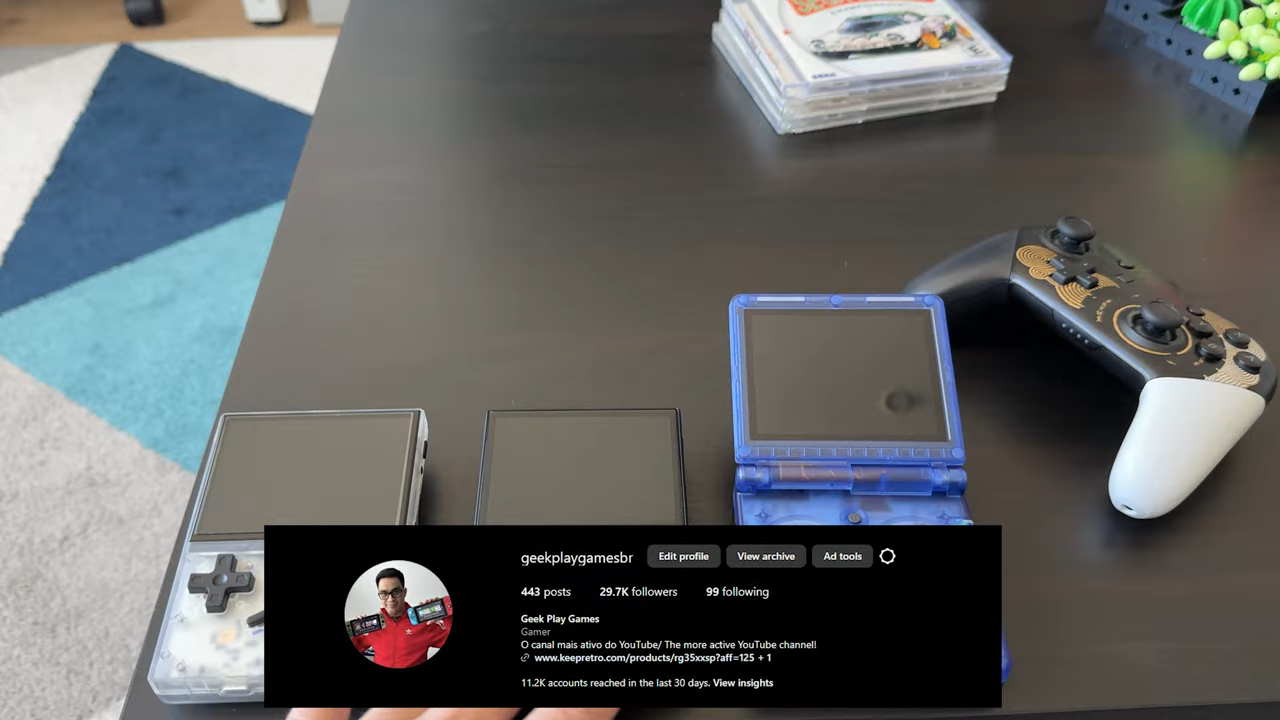 SEGA
geekplaygamesbr
Edit profile
View archive
Ad tools
443 posts
29.7K followers
99 following
Geek Play Games
Gamer
O canal mais ativo do YouTube/ The more active YouTube channel!
www.keepretro.com/products/rg35xxsp?aff=125 + 1
11.2K accounts reached in the last 30 days. View insights